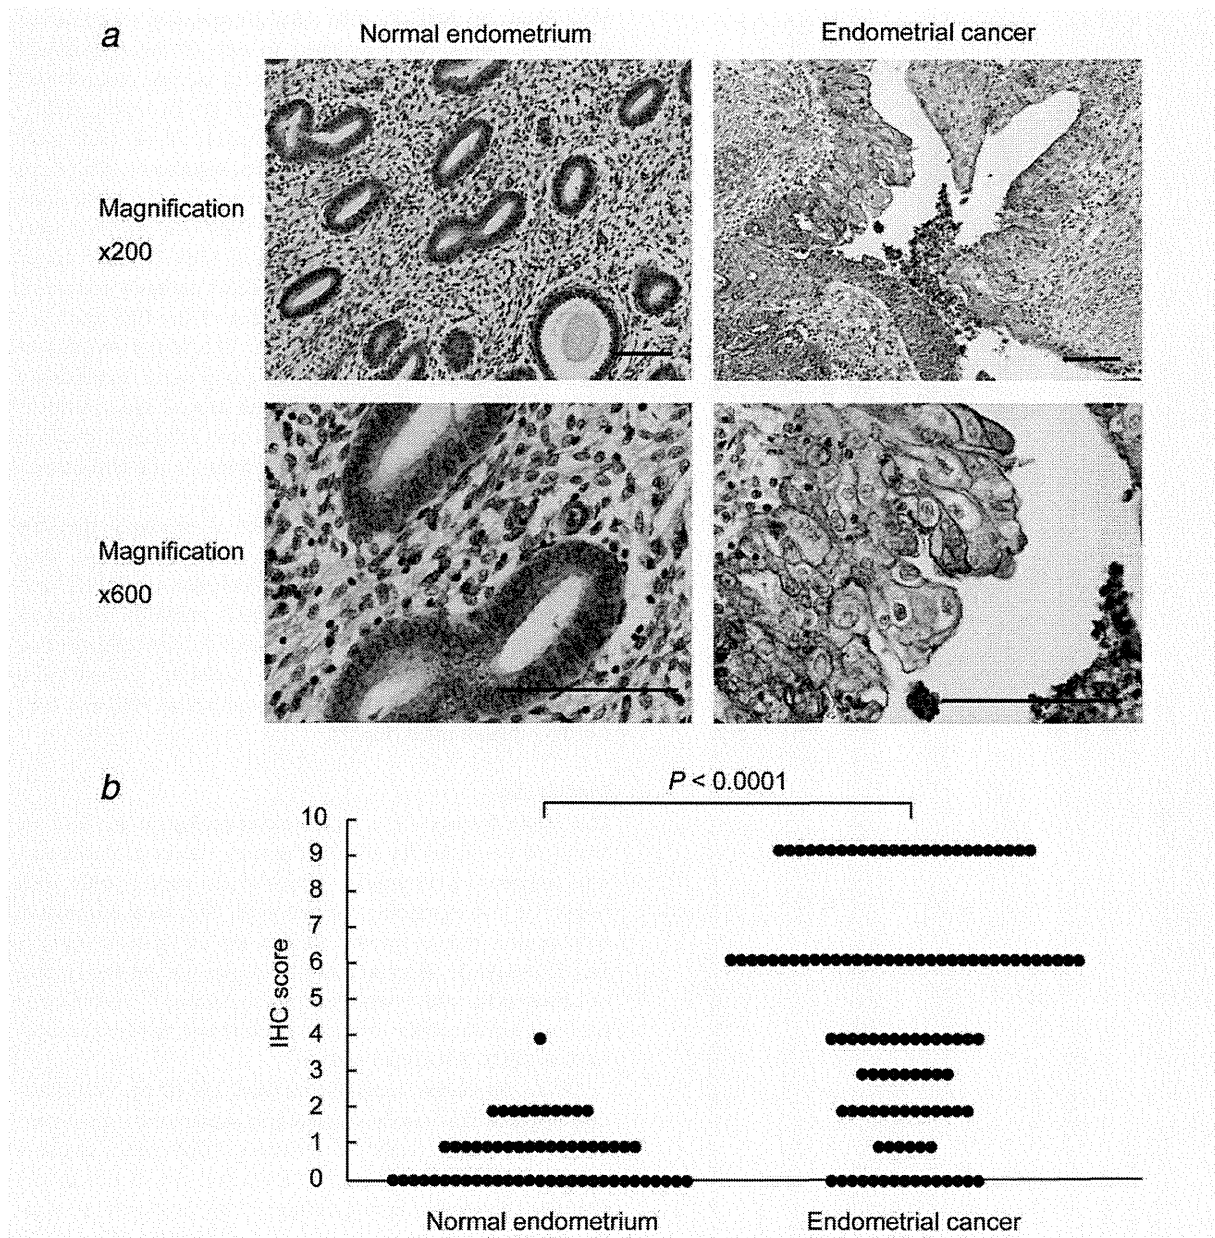 a
Normal endometrium
Endometrial cancer
Magnification
x200
Magnification
x600
b
P < 0.0001
10
9
8
7
6
5
4
3
2
1
0
IHC score
Normal endometrium
Endometrial cancer